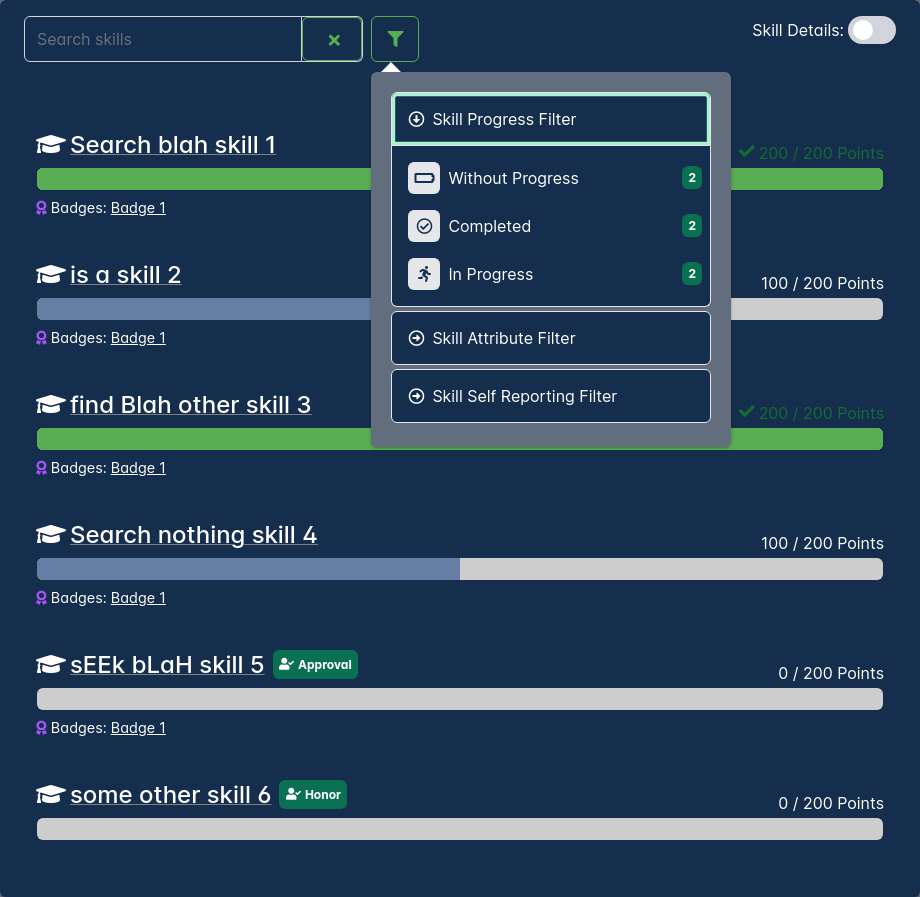 Search skills
Skill Details:
Skill Progress Filter
Without Progress 2
Completed 2
In Progress 2
Skill Attribute Filter
Skill Self Reporting Filter
Search blah skill 1
200 / 200 Points
Badges: Badge 1
is a skill 2
100 / 200 Points
Badges: Badge 1
find Blah other skill 3
200 / 200 Points
Badges: Badge 1
Search nothing skill 4
100 / 200 Points
Badges: Badge 1
sEEk bLaH skill 5 Approval
0 / 200 Points
Badges: Badge 1
some other skill 6 Honor
0 / 200 Points